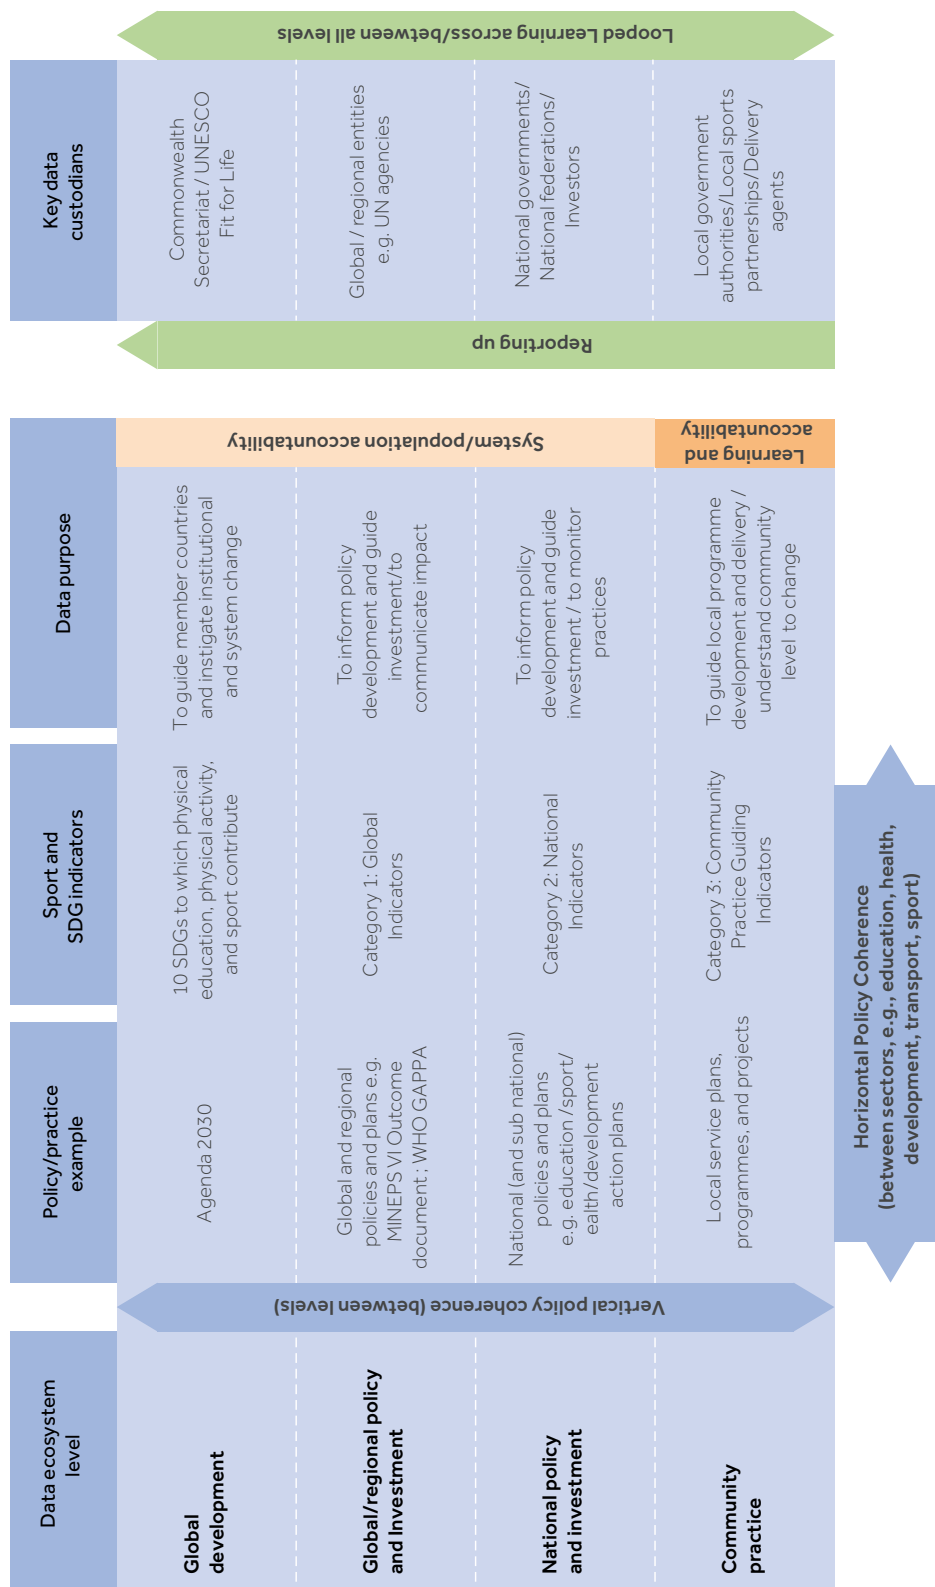 Data ecosystem
level
Policy/practice
example
Sport and
SDG indicators
Data purpose
Key data
custodians
Global
development
Agenda 2030
10 SDGs to which physical
education, physical activity,
and sport contribute
To guide member countries
and instigate institutional
and system change
Commonwealth
Secretariat / UNESCO
Fit for Life
Global/regional policy
and Investment
Global and regional
policies and plans e.g.
MINEPS VI Outcome
document ; WHO GAPPA
Category 1: Global
Indicators
To inform policy
development and guide
investment/to
communicate impact
Global / regional entities
e.g. UN agencies
National policy
and investment
National (and sub national)
policies and plans
e.g. education /sport/
ealth/development
action plans
Category 2: National
Indicators
To inform policy
development and guide
investment / to monitor
practices
National governments/
National federations/
Investors
Community
practice
Local service plans,
programmes, and projects
Category 3: Community
Practice Guiding
Indicators
To guide local programme
development and delivery /
understand community
level to change
Local government
authorities/Local sports
partnerships/Delivery
agents
Vertical policy coherence (between levels)
System/population accountability
Learning and
accountability
Reporting up
Looped Learning across/between all levels
Horizontal Policy Coherence
(between sectors, e.g., education, health,
development, transport, sport)